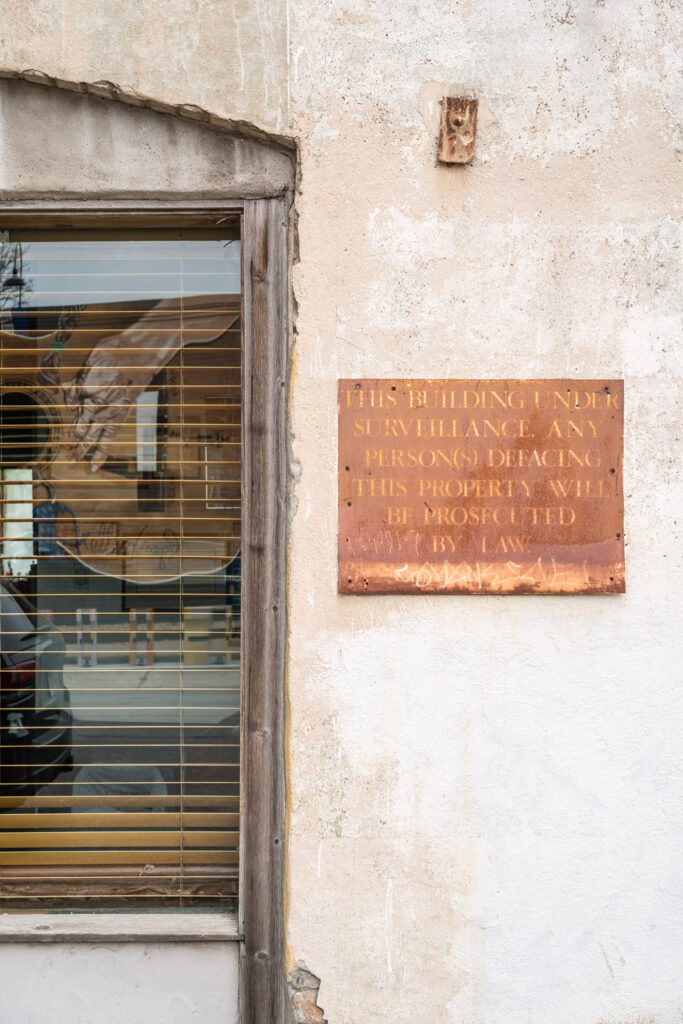 THIS BUILDING UNDER
SURVEILLANCE. ANY
PERSON(S) DEFACING
THIS PROPERTY WILL
BE PROSECUTED
BY LAW